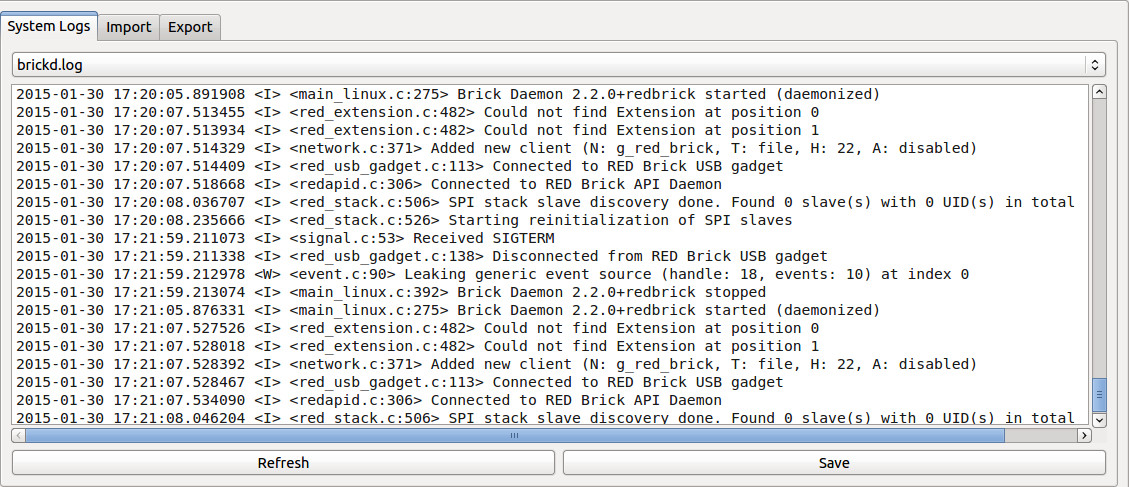 System Logs
Import
Export
brickd.log
2015-01-30 17:20:05.891908 <I> <main_linux.c:275> Brick Daemon 2.2.0+redbrick started (daemonized)
2015-01-30 17:20:07.513455 <I> <red_extension.c:482> Could not find Extension at position 0
2015-01-30 17:20:07.513934 <I> <red_extension.c:482> Could not find Extension at position 1
2015-01-30 17:20:07.514329 <I> <network.c:371> Added new client (N: g_red_brick, T: file, H: 22, A: disabled)
2015-01-30 17:20:07.514409 <I> <red_usb_gadget.c:113> Connected to RED Brick USB gadget
2015-01-30 17:20:07.518668 <I> <redapid.c:306> Connected to RED Brick API Daemon
2015-01-30 17:20:08.036707 <I> <red_stack.c:506> SPI stack slave discovery done. Found 0 slave(s) with 0 UID(s) in total
2015-01-30 17:20:08.235666 <I> <red_stack.c:526> Starting reinitialization of SPI slaves
2015-01-30 17:21:59.211073 <I> <signal.c:53> Received SIGTERM
2015-01-30 17:21:59.211338 <I> <red_usb_gadget.c:138> Disconnected from RED Brick USB gadget
2015-01-30 17:21:59.212978 <W> <event.c:90> Leaking generic event source (handle: 18, events: 10) at index 0
2015-01-30 17:21:59.213074 <I> <main_linux.c:392> Brick Daemon 2.2.0+redbrick stopped
2015-01-30 17:21:05.876331 <I> <main_linux.c:275> Brick Daemon 2.2.0+redbrick started (daemonized)
2015-01-30 17:21:07.527526 <I> <red_extension.c:482> Could not find Extension at position 0
2015-01-30 17:21:07.528018 <I> <red_extension.c:482> Could not find Extension at position 1
2015-01-30 17:21:07.528392 <I> <network.c:371> Added new client (N: g_red_brick, T: file, H: 22, A: disabled)
2015-01-30 17:21:07.528467 <I> <red_usb_gadget.c:113> Connected to RED Brick USB gadget
2015-01-30 17:21:07.534090 <I> <redapid.c:306> Connected to RED Brick API Daemon
2015-01-30 17:21:08.046204 <I> <red_stack.c:506> SPI stack slave discovery done. Found 0 slave(s) with 0 UID(s) in total
Refresh
Save